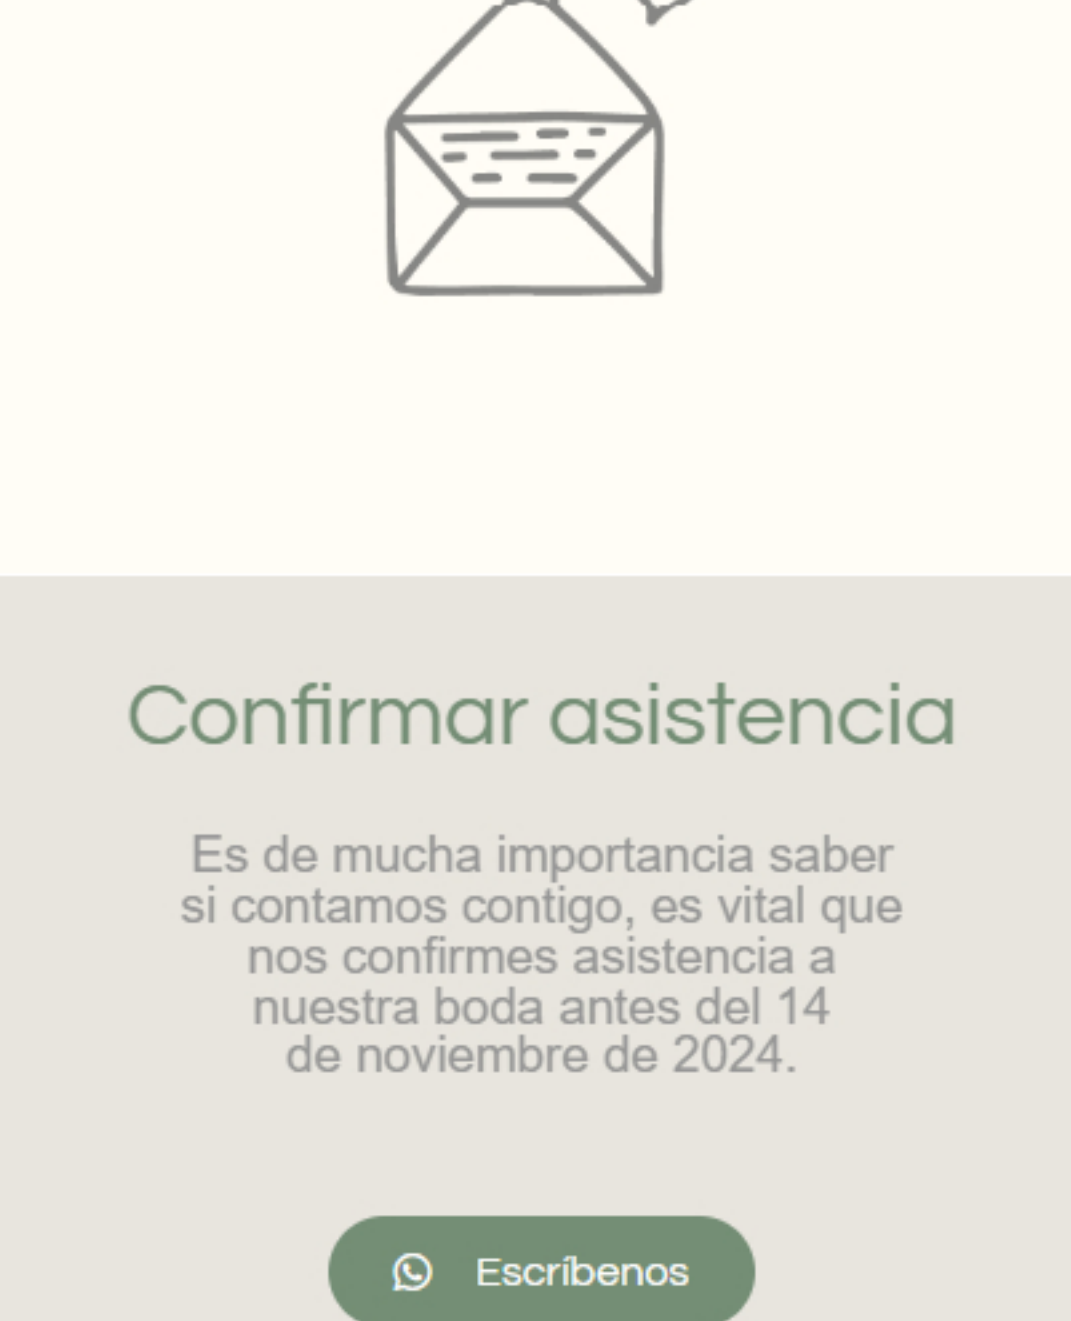 Confirmar asistencia
Es de mucha importancia saber
si contamos contigo, es vital que
nos confirmes asistencia a
nuestra boda antes del 14
de noviembre de 2024.
Escríbenos